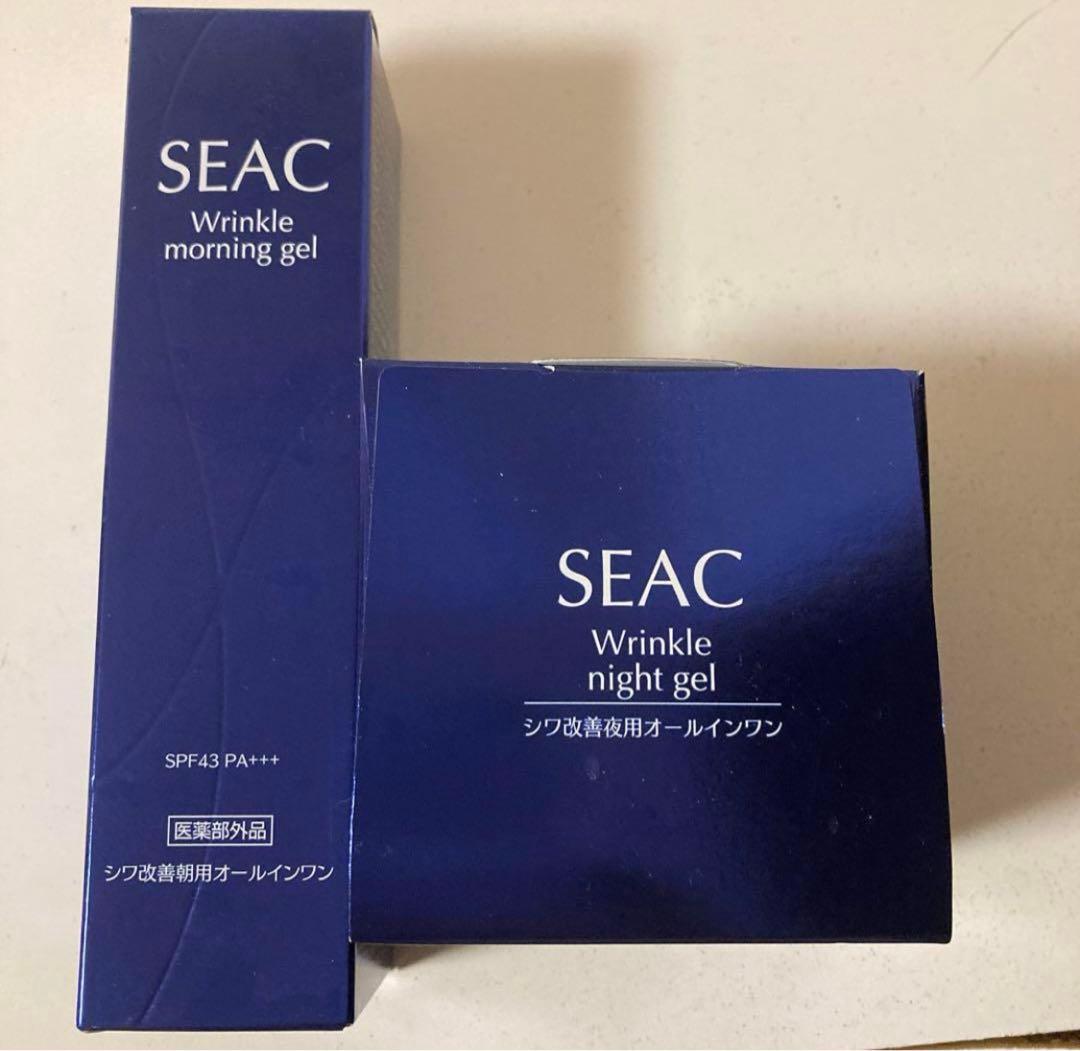 SEAC
Wrinkle
morning gel
SPF43 PA+++
医薬部外品
シワ改善朝用オールインワン
SEAC
Wrinkle
night gel
シワ改善夜用オールインワン